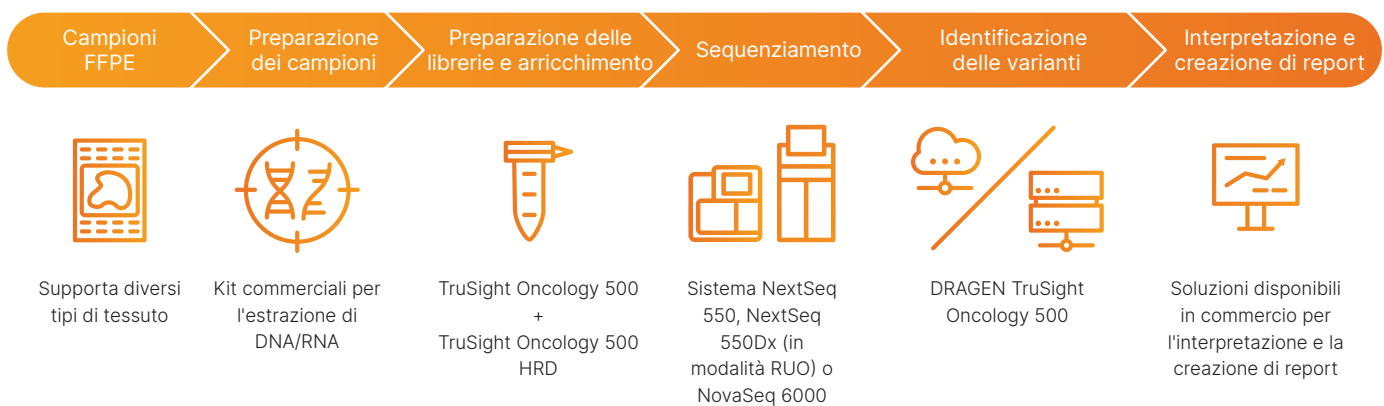 Campioni
FFPE
Preparazione
dei campioni
Preparazione delle
librerie e arricchimento
Sequenziamento
Identificazione
delle varianti
Interpretazione e
creazione di report
Supporta diversi
tipi di tessuto
Kit commerciali per
l'estrazione di
DNA/RNA
TruSight Oncology 500
+
TruSight Oncology 500
HRD
Sistema NextSeq
550, NextSeq
550Dx (in
modalità RUO) o
NovaSeq 6000
DRAGEN TruSight
Oncology 500
Soluzioni disponibili
in commercio per
l'interpretazione e la
creazione di report